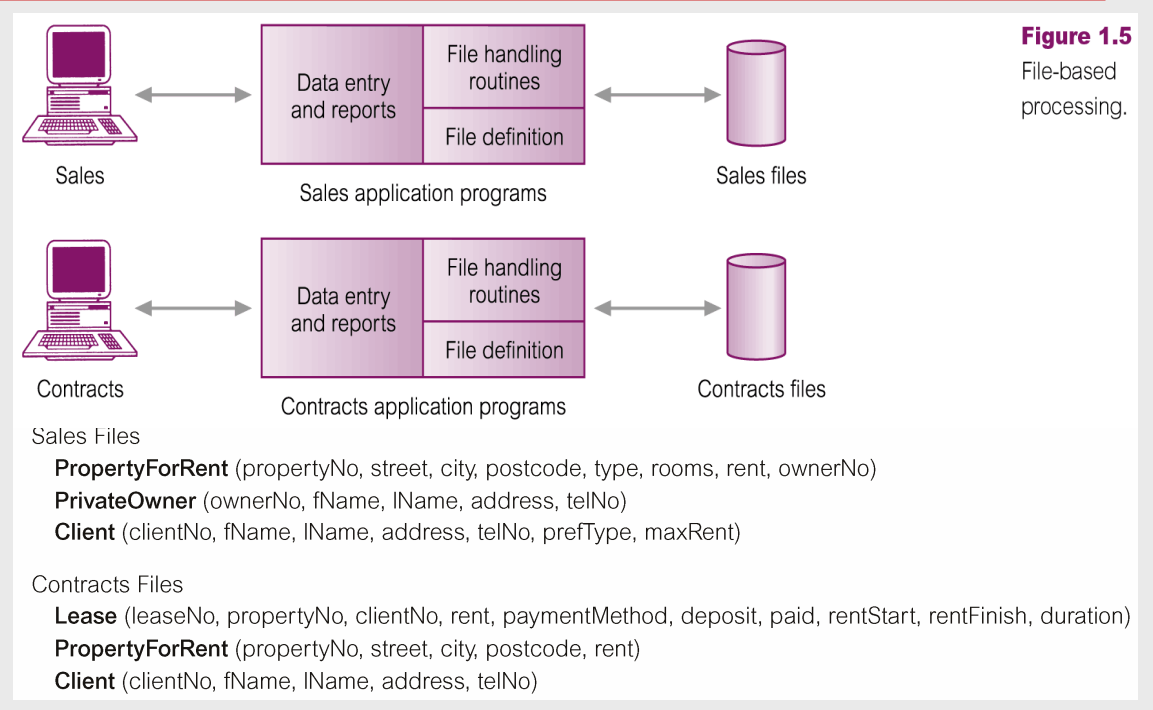 Figure 1.5
File-based
processing.
Data entry
and reports
File handling
routines
File definition
Sales
Sales application programs
Sales files
Data entry
and reports
File handling
routines
File definition
Contracts
Contracts application programs
Contracts files
Sales Files
PropertyForRent (propertyNo, street, city, postcode, type, rooms, rent, ownerNo)
PrivateOwner (ownerNo, fName, lName, address, telNo)
Client (clientNo, fName, lName, address, telNo, prefType, maxRent)
Contracts Files
Lease (leaseNo, propertyNo, clientNo, rent, paymentMethod, deposit, paid, rentStart, rentFinish, duration)
PropertyForRent (propertyNo, street, city, postcode, rent)
Client (clientNo, fName, lName, address, telNo)